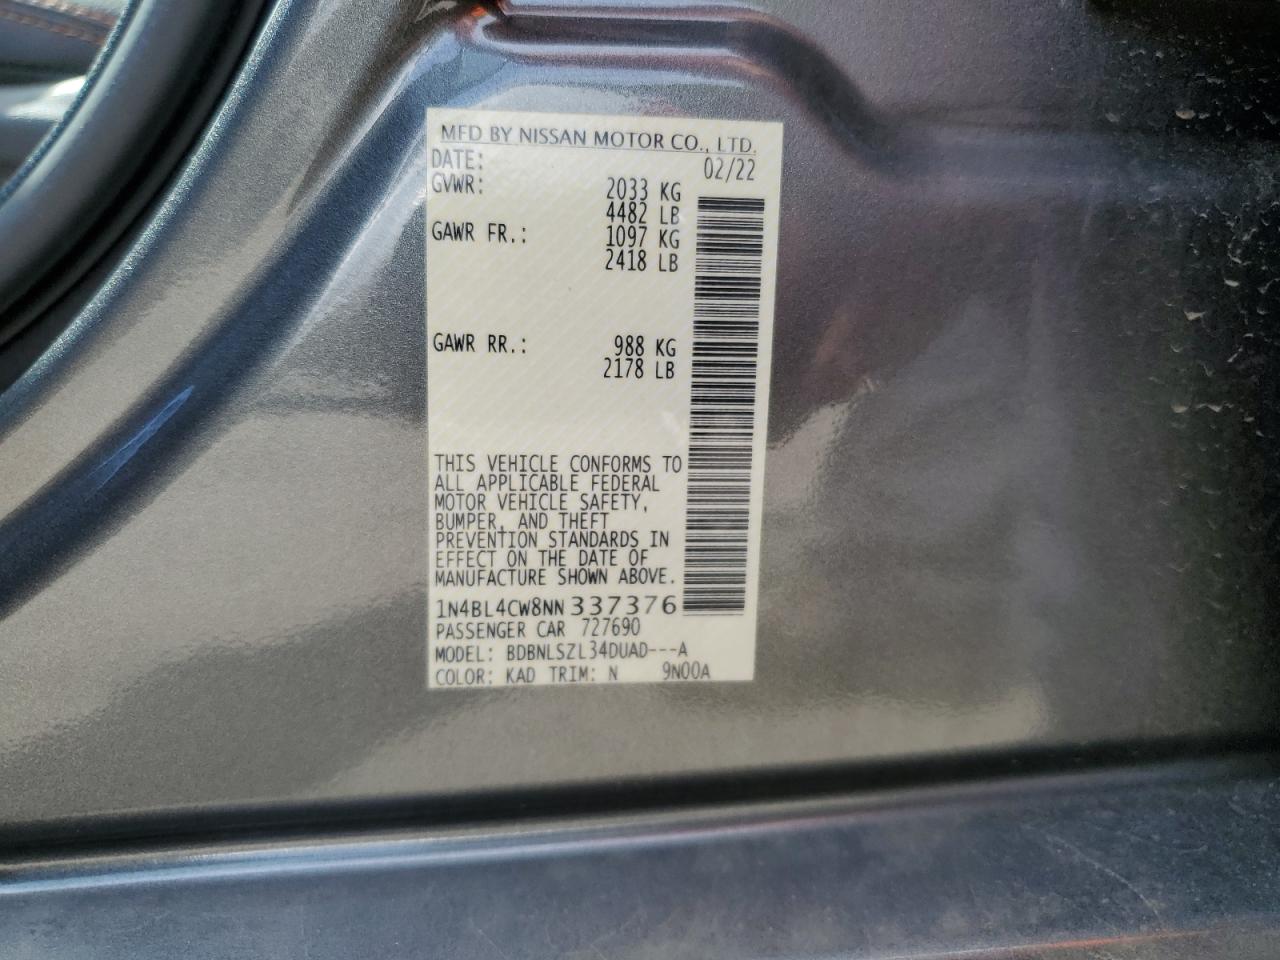 MFD BY NISSAN MOTOR CO., LTD.
DATE: 02/22
GVWR: 2033 KG
4482 LB
GAWR FR.: 1097 KG
2418 LB
GAWR RR.: 988 KG
2178 LB
THIS VEHICLE CONFORMS TO
ALL APPLICABLE FEDERAL
MOTOR VEHICLE SAFETY,
BUMPER, AND THEFT
PREVENTION STANDARDS IN
EFFECT ON THE DATE OF
MANUFACTURE SHOWN ABOVE.
1N4BL4CW8NN337376
PASSENGER CAR 727690
MODEL: BDBNLSZL34DUAD---A
COLOR: KAD TRIM: N 9N00A